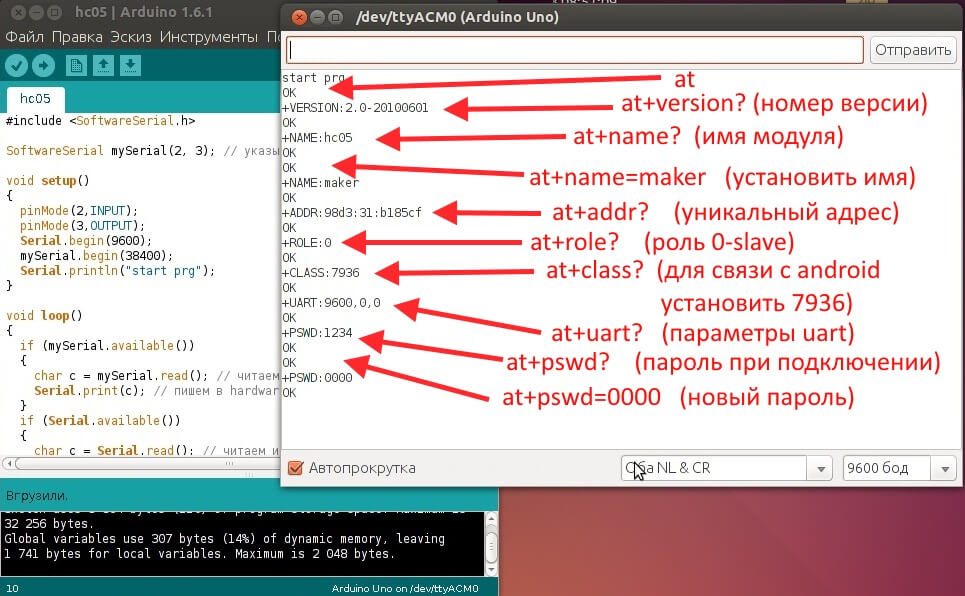 hc05 | Arduino 1.6.1
Файл Правка Эскиз Инструменты
hc05
#include <SoftwareSerial.h>
SoftwareSerial mySerial(2, 3); //
void setup()
{
pinMode(2,INPUT);
pinMode(3,OUTPUT);
Serial.begin(9600);
mySerial.begin(38400);
Serial.println("start prg");
}
void loop()
{
if (mySerial.available())
{
char c = mySerial.read(); // читаем
Serial.print(c); // пишем в hardwar
}
if (Serial.available())
{
char c = Serial.read(); // читаем и
Вгрузили.
32 256 bytes.
Global variables use 307 bytes (14%) of dynamic memory, leaving
1 741 bytes for local variables. Maximum is 2 048 bytes.
10
Arduino Uno on /dev/ttyACM0
/dev/ttyACM0 (Arduino Uno)
Отправить
start prg
OK
+VERSION:2.0-20100601
OK
+NAME:hc05
OK
OK
+NAME:maker
OK
+ADDR:98d3:31:b185cf
OK
+ROLE:0
OK
+CLASS:7936
OK
+UART:9600,0,0
OK
+PSWD:1234
OK
OK
+PSWD:0000
OK
at
at+version? (номер версии)
at+name? (имя модуля)
at+name=maker (установить имя)
at+addr? (уникальный адрес)
at+role? (роль 0-slave)
at+class? (для связи с android
установить 7936)
at+uart? (параметры uart)
at+pswd? (пароль при подключении)
at+pswd=0000 (новый пароль)
Автопрокрутка
NL & CR
9600 бод